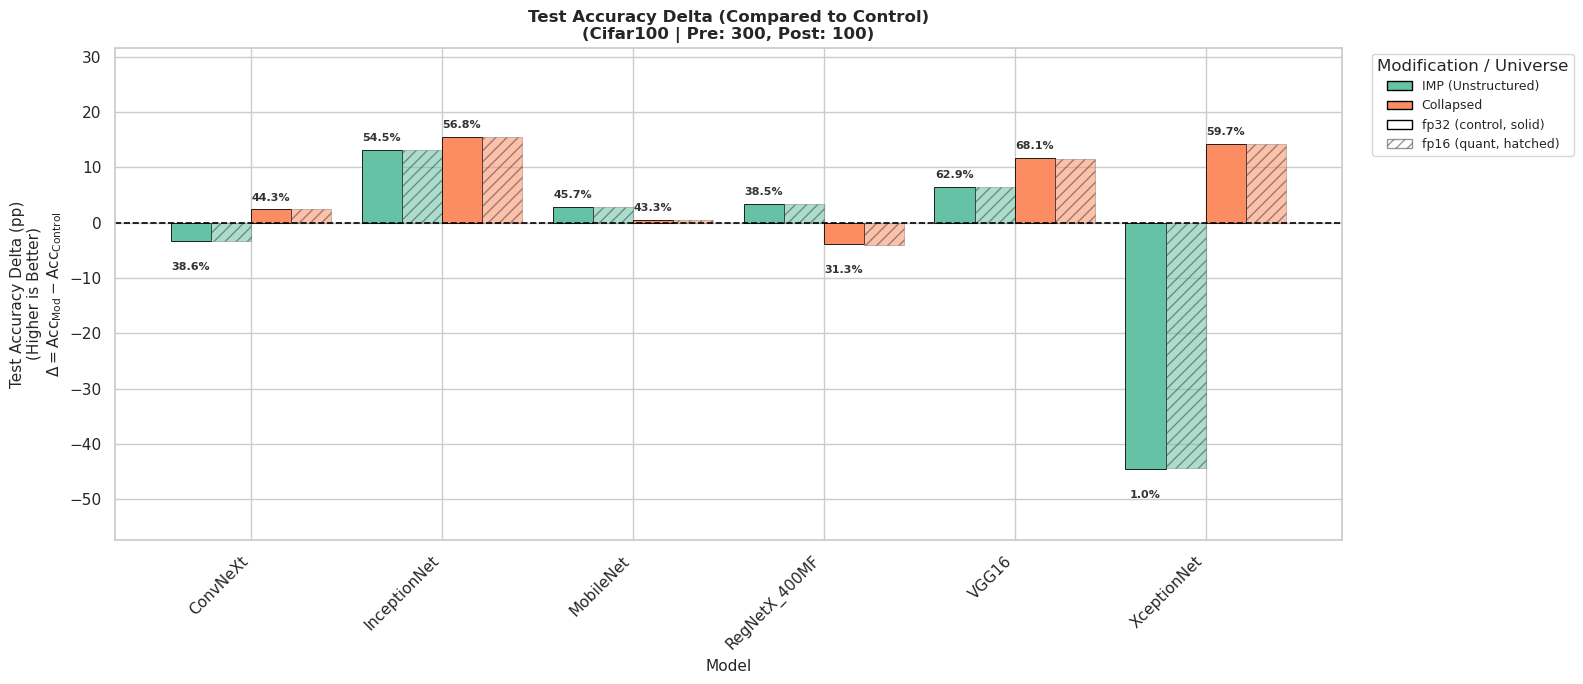 Test Accuracy Delta (Compared to Control)
(Cifar100 | Pre: 300, Post: 100)
Test Accuracy Delta (pp)
(Higher is Better)
Δ = Acc_Mod − Acc_Control
30
20
10
0
−10
−20
−30
−40
−50
38.6%
44.3%
54.5%
56.8%
45.7%
43.3%
38.5%
31.3%
62.9%
68.1%
1.0%
59.7%
ConvNeXt
InceptionNet
MobileNet
RegNetX_400MF
VGG16
XceptionNet
Model
Modification / Universe
IMP (Unstructured)
Collapsed
fp32 (control, solid)
fp16 (quant, hatched)